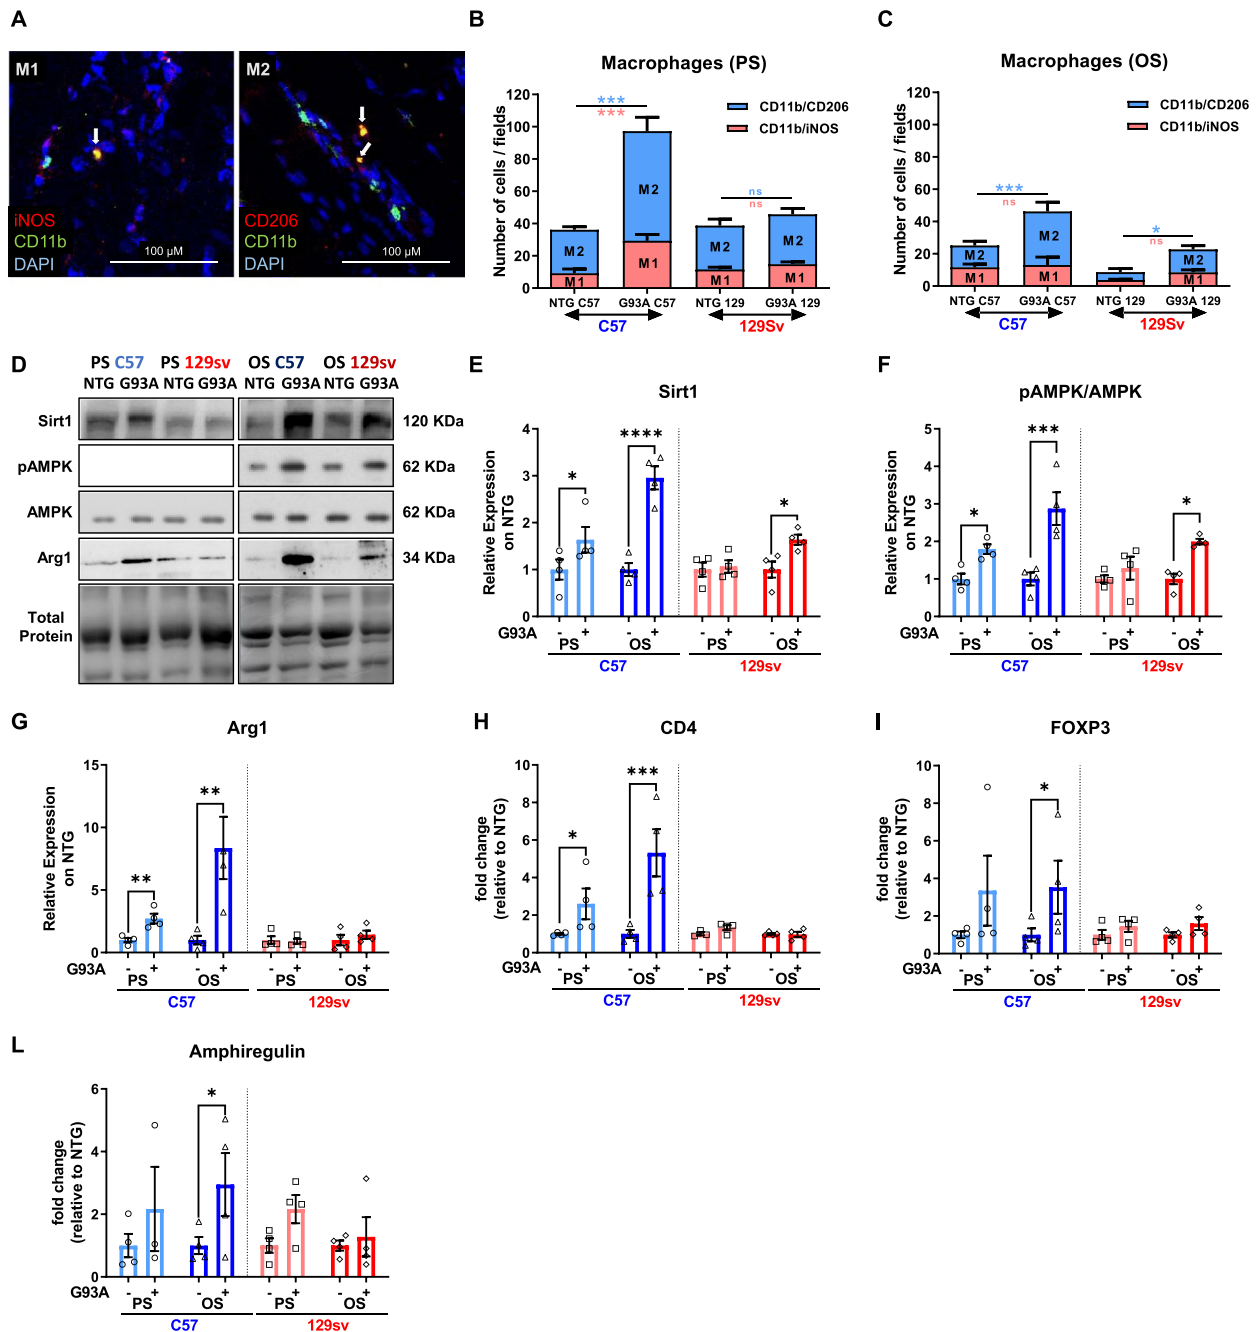 A
M1
iNOS
CD11b
DAPI
100 µM
M2
CD206
CD11b
DAPI
100 µM
B
Macrophages (PS)
Number of cells / fields
120
100
80
60
40
20
0
CD11b/CD206
CD11b/iNOS
***
***
ns
ns
M2
M1
M2
M1
M2
M1
M2
M1
NTG C57
G93A C57
NTG 129
G93A 129
C57
129Sv
C
Macrophages (OS)
Number of cells / fields
120
100
80
60
40
20
0
CD11b/CD206
CD11b/iNOS
***
ns
*
ns
M2
M1
M2
M1
M2
M1
NTG C57
G93A C57
NTG 129
G93A 129
C57
129Sv
D
PS C57 PS 129sv OS C57 OS 129sv
NTG G93A NTG G93A NTG G93A NTG G93A
Sirt1
120 KDa
pAMPK
62 KDa
AMPK
62 KDa
Arg1
34 KDa
Total
Protein
E
Sirt1
Relative Expression
on NTG
4
3
2
1
0
*
****
*
G93A - + - + - + - +
PS OS PS OS
C57 129sv
F
pAMPK/AMPK
Relative Expression
on NTG
5
4
3
2
1
0
*
***
*
G93A - + - + - + - +
PS OS PS OS
C57 129sv
G
Arg1
Relative Expression
on NTG
15
10
5
0
**
**
G93A - + - + - + - +
PS OS PS OS
C57 129sv
H
CD4
fold change
(relative to NTG)
10
8
6
4
2
0
*
***
G93A - + - + - + - +
PS OS PS OS
C57 129sv
I
FOXP3
fold change
(relative to NTG)
10
8
6
4
2
0
*
G93A - + - + - + - +
PS OS PS OS
C57 129sv
L
Amphiregulin
fold change
(relative to NTG)
6
4
2
0
*
G93A - + - + - + - +
PS OS PS OS
C57 129sv